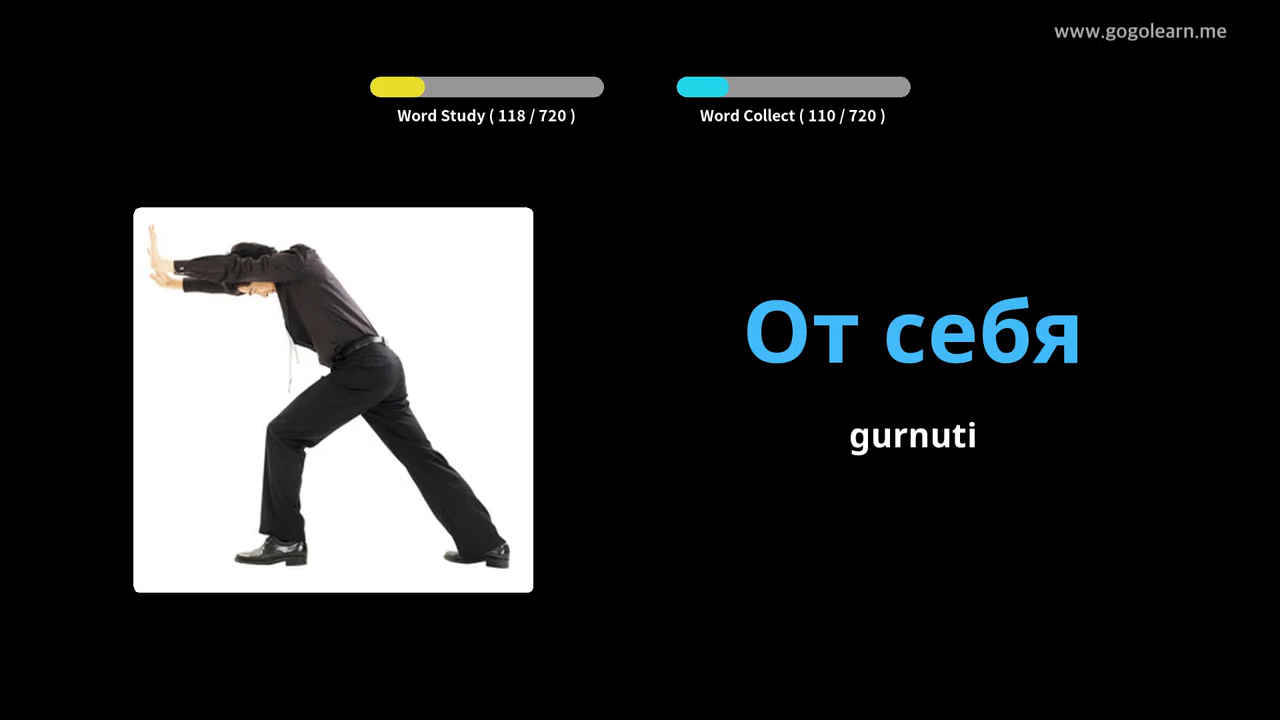 www.gogolearn.me
Word Study ( 118 / 720 )
Word Collect ( 110 / 720 )
От себя
gurnuti